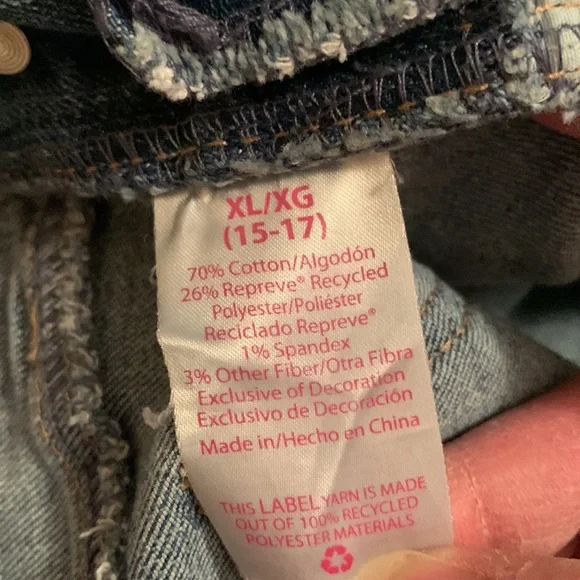 XL/XG
(15-17)
70% Cotton/Algodón
26% Repreve® Recycled
Polyester/Poliéster
Reciclado Repreve®
1% Spandex
3% Other Fiber/Otra Fibra
Exclusive of Decoration
Exclusivo de Decoración
Made in/Hecho en China
THIS LABEL YARN IS MADE
OUT OF 100% RECYCLED
POLYESTER MATERIALS